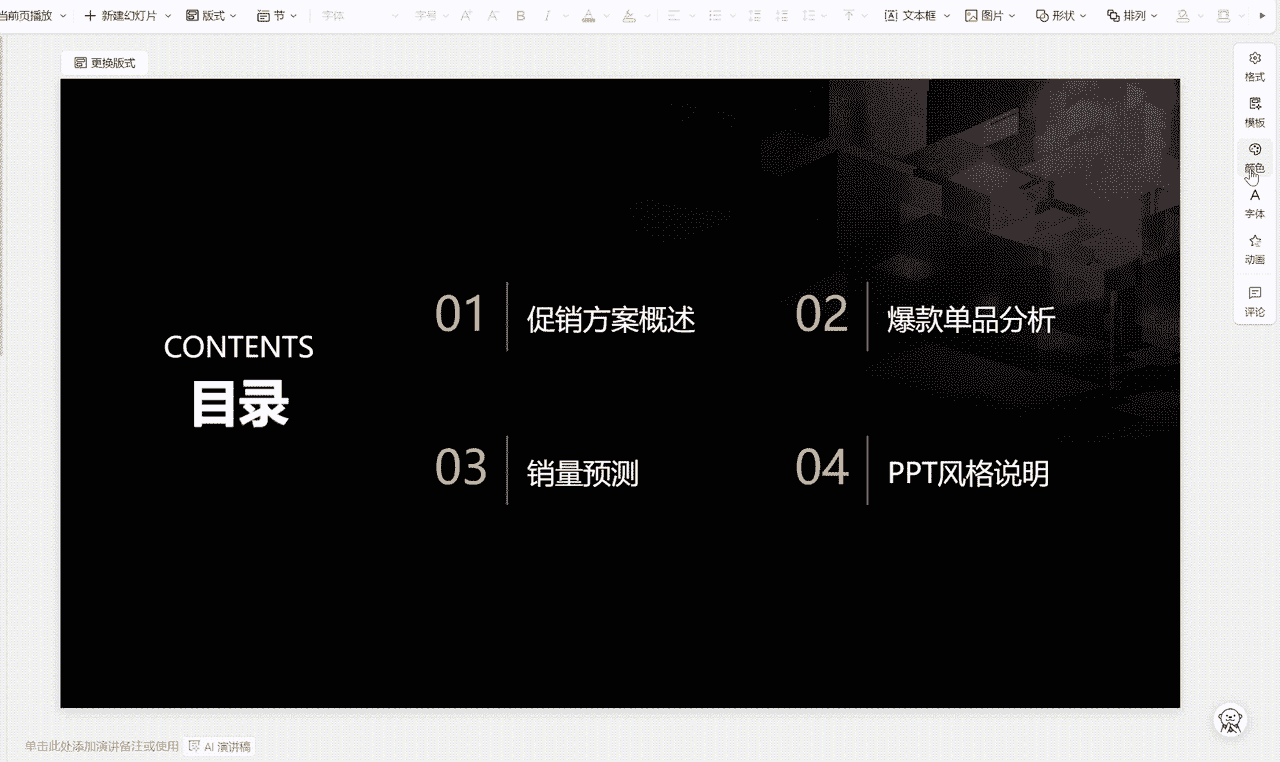 当前页播放 新建幻灯片 版式 节 字体 字号 A A B I A 文本框 图片 形状 排列
更换版式
格式
模板
颜色
字体
动画
评论
01 促销方案概述 02 爆款单品分析
CONTENTS
目录
03 销量预测 04 PPT风格说明
单击此处添加演讲备注或使用 AI 演讲稿